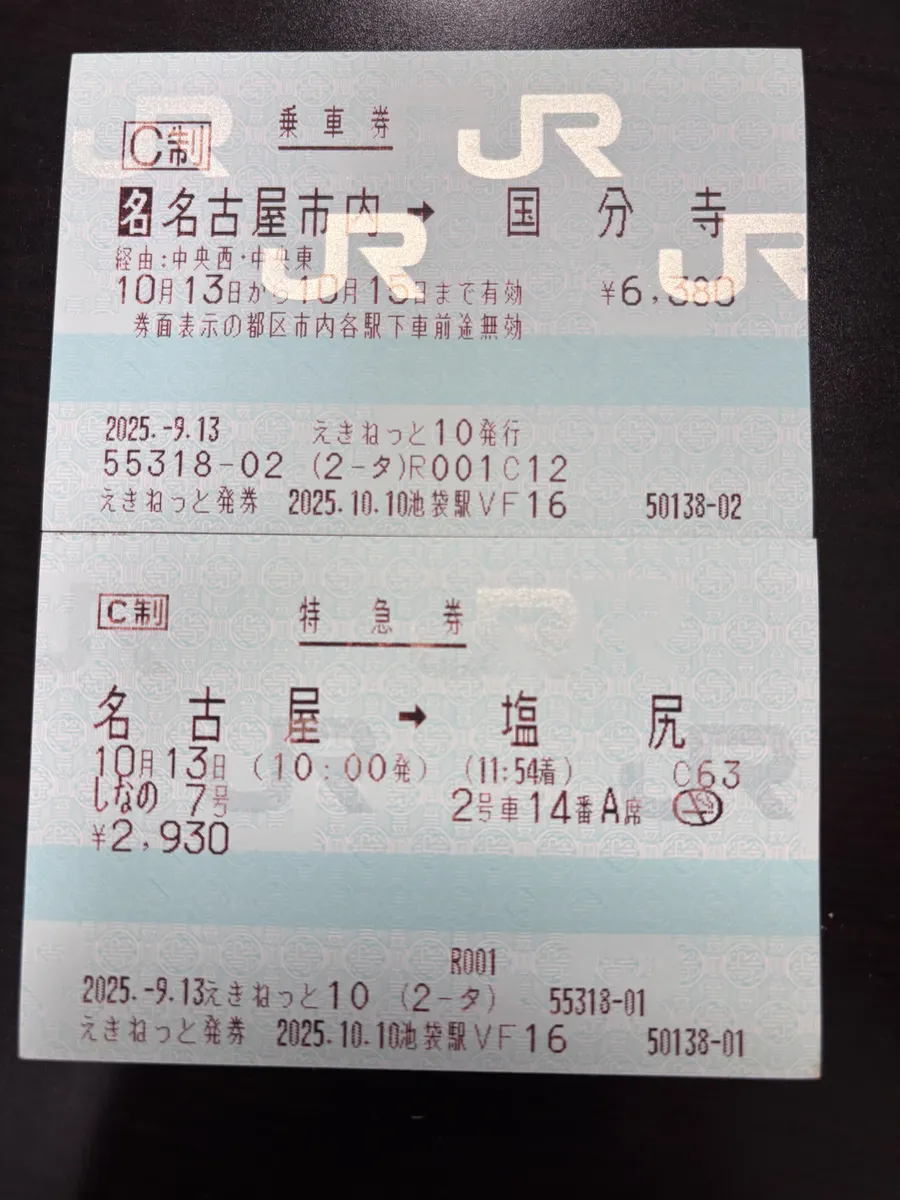 C制 乗車券
名 名古屋市内 → 国分寺
経由:中央西・中央東
10月13日から10月15日まで有効 ¥6,380
券面表示の都区市内各駅下車前途無効
2025.-9.13 えきねっと10発行
55318-02 (2-タ)R001C12
えきねっと発券 2025.10.10池袋駅VF16 50138-02
C制 特急券
名古屋 → 塩尻
10月13日 (10:00発) (11:54着) C63
しなの 7号 2号車14番A席
¥2,930
R001
2025.-9.13えきねっと10 (2-タ) 55318-01
えきねっと発券 2025.10.10池袋駅VF16 50138-01
JR
JR
JR
JR